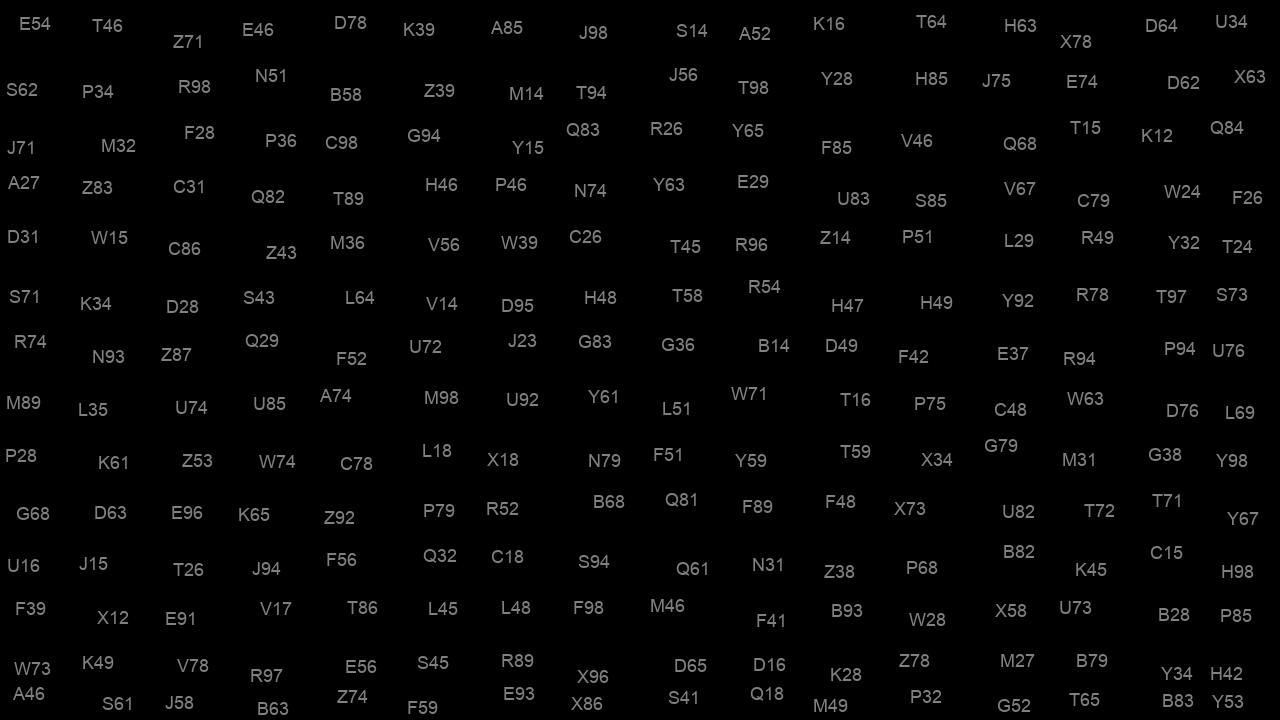 E54 T46 Z71 E46 D78 K39 A85 J98 S14 A52 K16 T64 H63 X78 D64 U34
S62 P34 R98 N51 B58 Z39 M14 T94 J56 T98 Y28 H85 J75 E74 D62 X63
J71 M32 F28 P36 C98 G94 Y15 Q83 R26 Y65 F85 V46 Q68 T15 K12 Q84
A27 Z83 C31 Q82 T89 H46 P46 N74 Y63 E29 U83 S85 V67 C79 W24 F26
D31 W15 C86 Z43 M36 V56 W39 C26 T45 R96 Z14 P51 L29 R49 Y32 T24
S71 K34 D28 S43 L64 V14 D95 H48 T58 R54 H47 H49 Y92 R78 T97 S73
R74 N93 Z87 Q29 F52 U72 J23 G83 G36 B14 D49 F42 E37 R94 P94 U76
M89 L35 U74 U85 A74 M98 U92 Y61 L51 W71 T16 P75 C48 W63 D76 L69
P28 K61 Z53 W74 C78 L18 X18 N79 F51 Y59 T59 X34 G79 M31 G38 Y98
G68 D63 E96 K65 Z92 P79 R52 B68 Q81 F89 F48 X73 U82 T72 T71 Y67
U16 J15 T26 J94 F56 Q32 C18 S94 Q61 N31 Z38 P68 B82 K45 C15 H98
F39 X12 E91 V17 T86 L45 L48 F98 M46 F41 B93 W28 X58 U73 B28 P85
W73 K49 V78 R97 E56 S45 R89 X96 D65 D16 K28 Z78 M27 B79 Y34 H42
A46 S61 J58 B63 Z74 F59 E93 X86 S41 Q18 M49 P32 G52 T65 B83 Y53